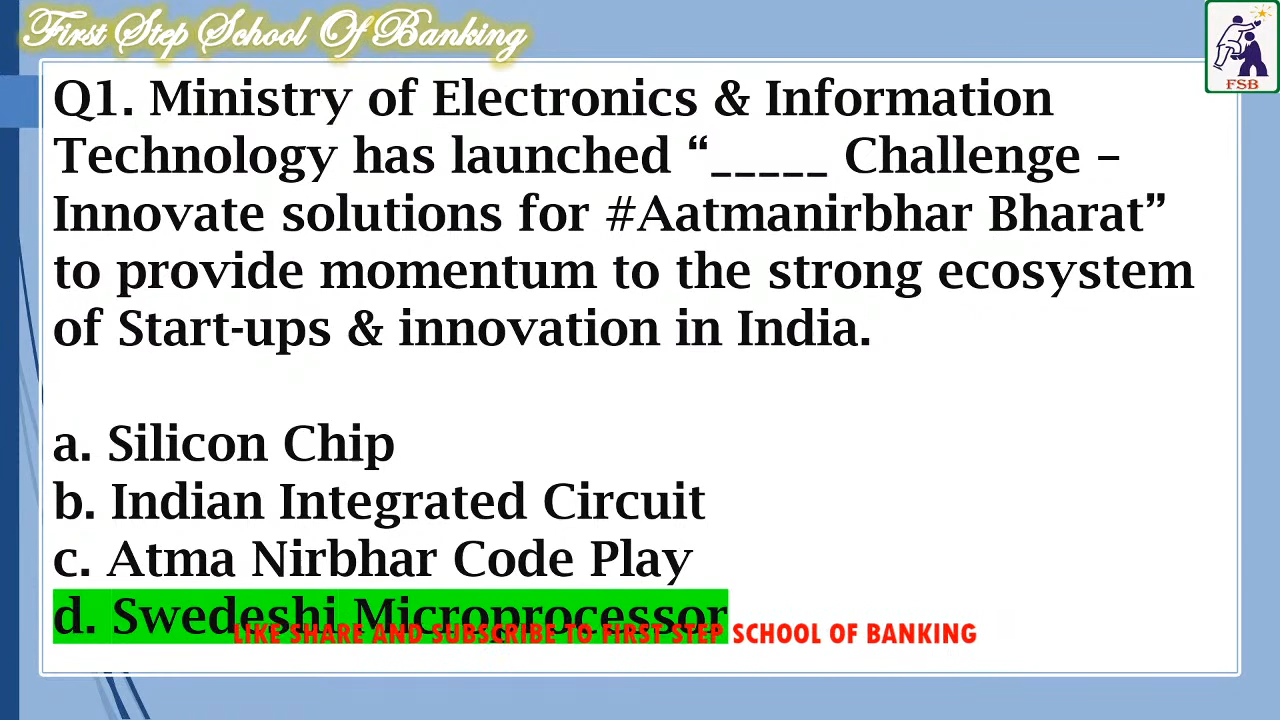 First Step School Of Banking
FSB
Q1. Ministry of Electronics & Information
Technology has launched “_____ Challenge –
Innovate solutions for #Aatmanirbhar Bharat”
to provide momentum to the strong ecosystem
of Start-ups & innovation in India.
a. Silicon Chip
b. Indian Integrated Circuit
c. Atma Nirbhar Code Play
d. Swedeshi Microprocessor
LIKE SHARE AND SUBSCRIBE TO FIRST STEP SCHOOL OF BANKING